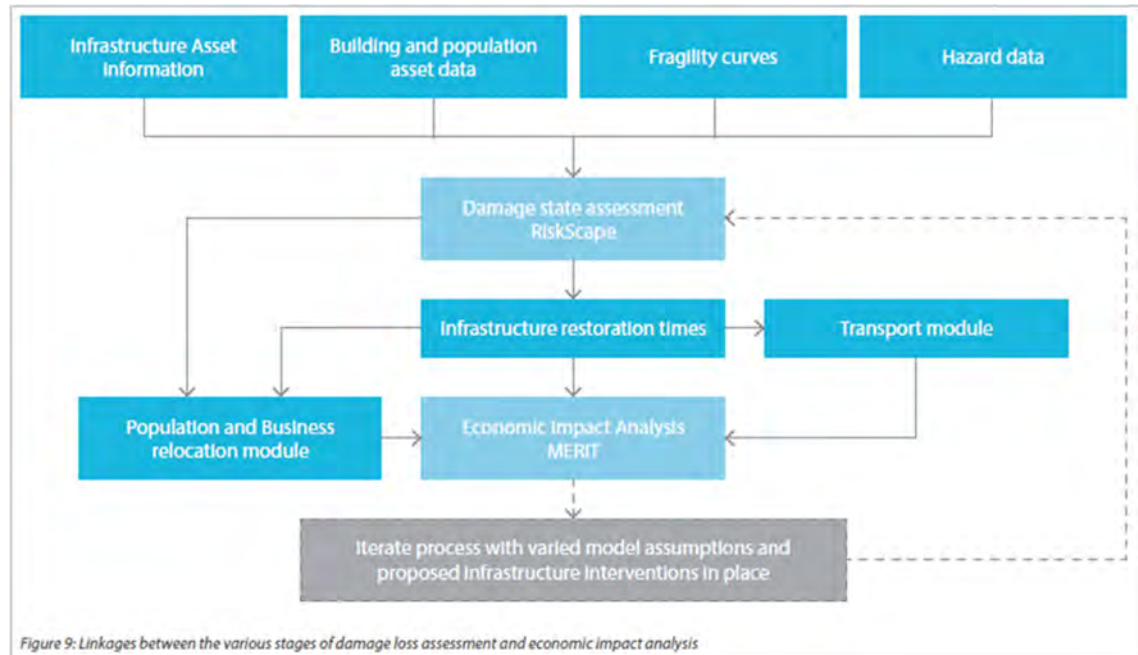 Infrastructure Asset
Information
Building and population
asset data
Fragility curves
Hazard data
Damage state assessment
RiskScape
Infrastructure restoration times
Transport module
Population and Business
relocation module
Economic Impact Analysis
MERIT
Iterate process with varied model assumptions and
proposed infrastructure interventions in place
Figure 9: Linkages between the various stages of damage loss assessment and economic impact analysis